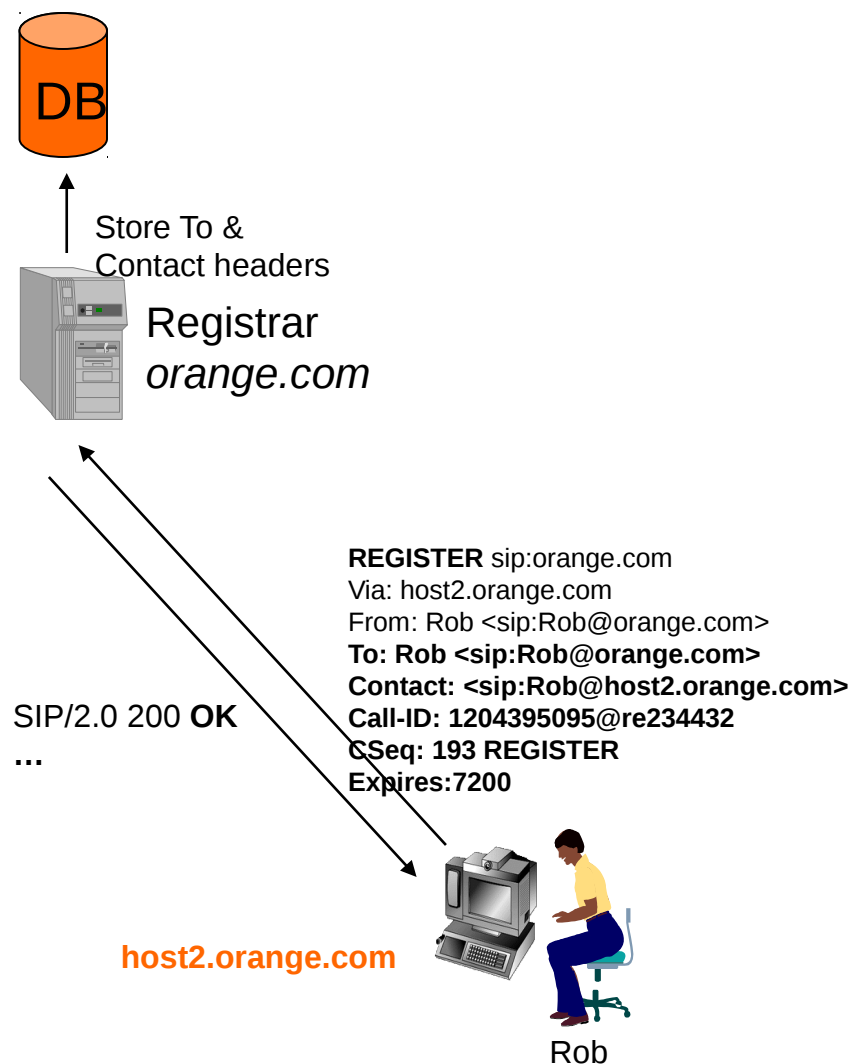 DB
Store To &
Contact headers
Registrar
orange.com
REGISTER sip:orange.com
Via: host2.orange.com
From: Rob <sip:Rob@orange.com>
To: Rob <sip:Rob@orange.com>
Contact: <sip:Rob@host2.orange.com>
Call-ID: 1204395095@re234432
CSeq: 193 REGISTER
Expires:7200
SIP/2.0 200 OK
...
host2.orange.com
Rob